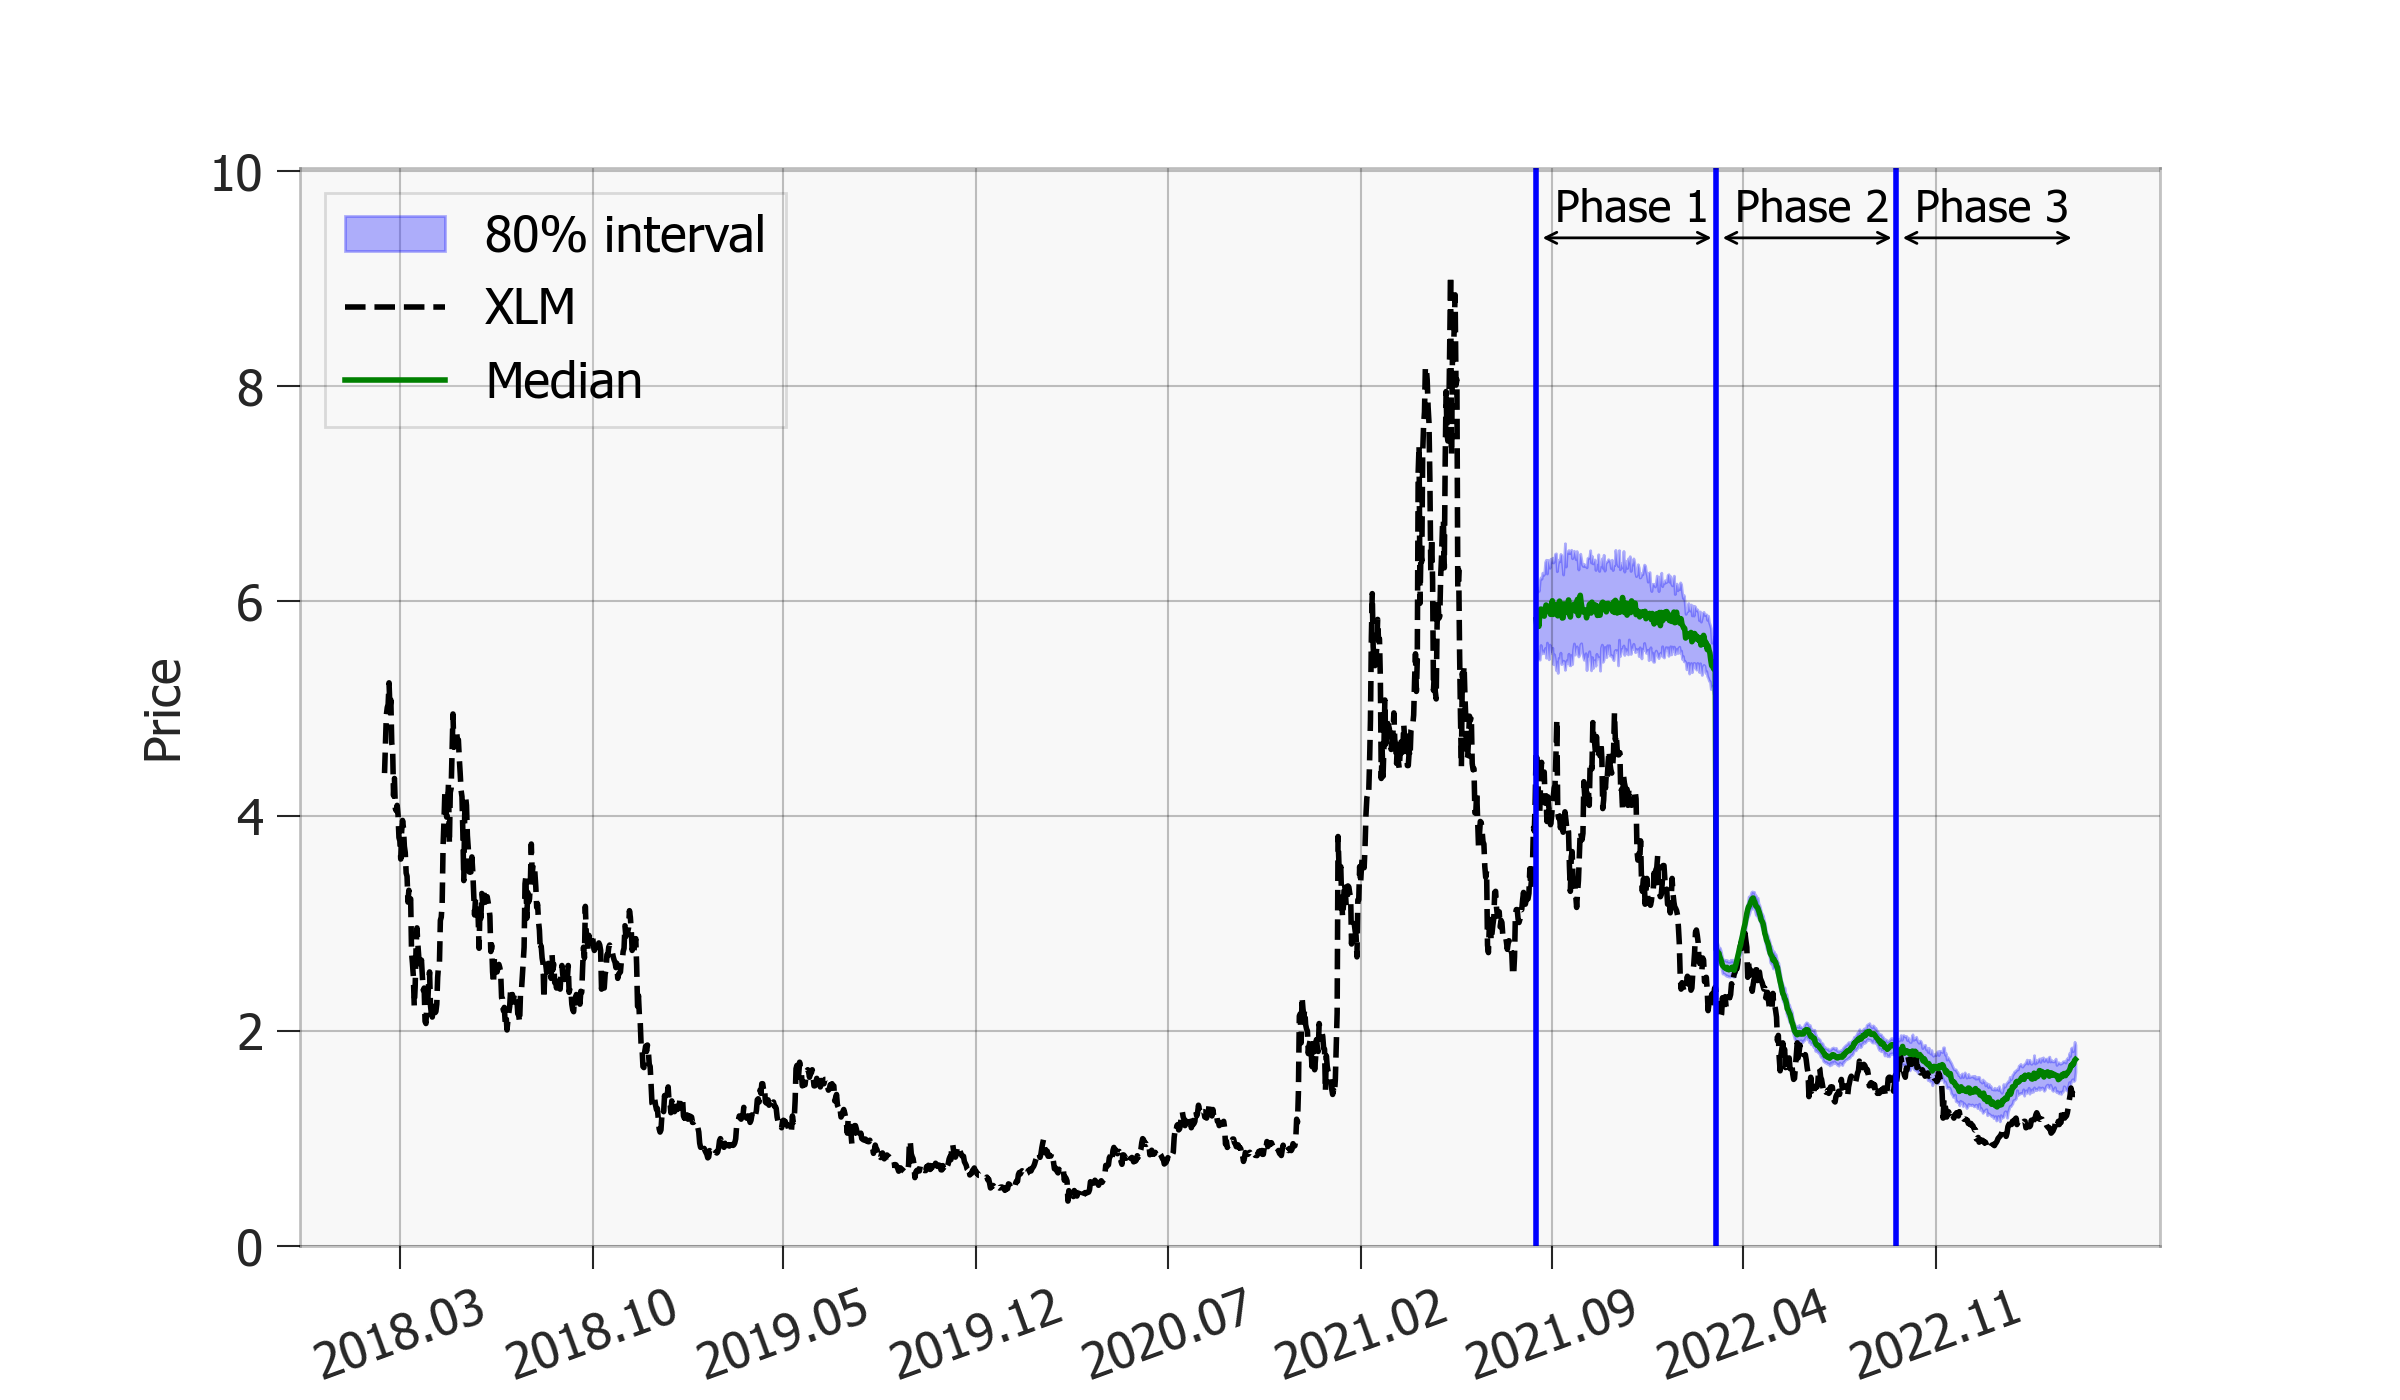 10
8
6
4
2
0
Price
80% interval
XLM
Median
Phase 1
Phase 2
Phase 3
2018.03
2018.10
2019.05
2019.12
2020.07
2021.02
2021.09
2022.04
2022.11